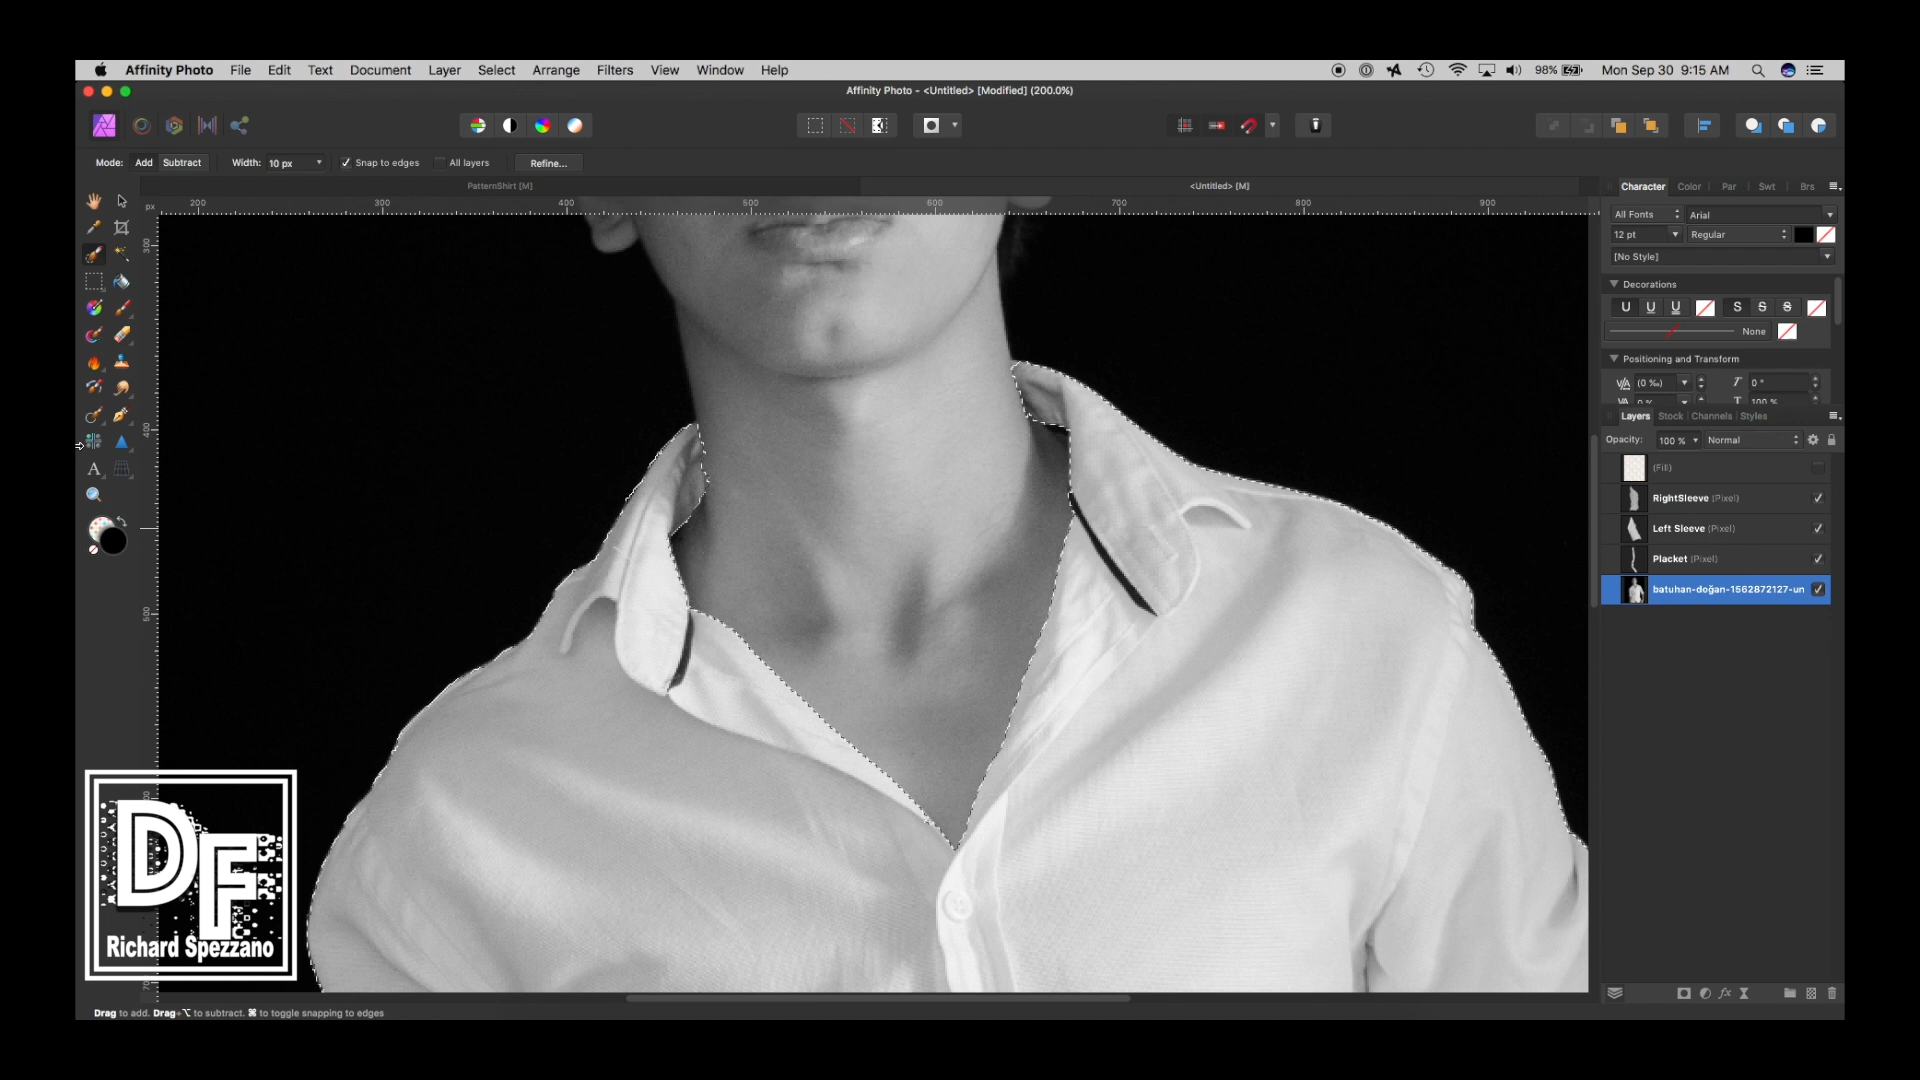 Affinity Photo File Edit Text Document Layer Select Arrange Filters View Window Help 98% Mon Sep 30 9:15 AM
Affinity Photo - <Untitled> [Modified] (200.0%)
Mode: Add Subtract Width: 10 px Snap to edges All layers Refine...
PatternShirt [M] <Untitled> [M]
px 200 300 400 500 600 700 800 900
300
400
500
Character Color Par Swt Brs
All Fonts Arial
12 pt Regular
[No Style]
Decorations
U U U S S S
None
Positioning and Transform
V/A (0 ‰) T 0 °
VA 0 % T 100 %
Layers Stock Channels Styles
Opacity: 100 % Normal
(Fill)
RightSleeve (Pixel)
Left Sleeve (Pixel)
Placket (Pixel)
batuhan-doğan-1562872127-un
A
DF
Richard Spezzano
fx
Drag to add. Drag+⌥ to subtract. ⌘ to toggle snapping to edges